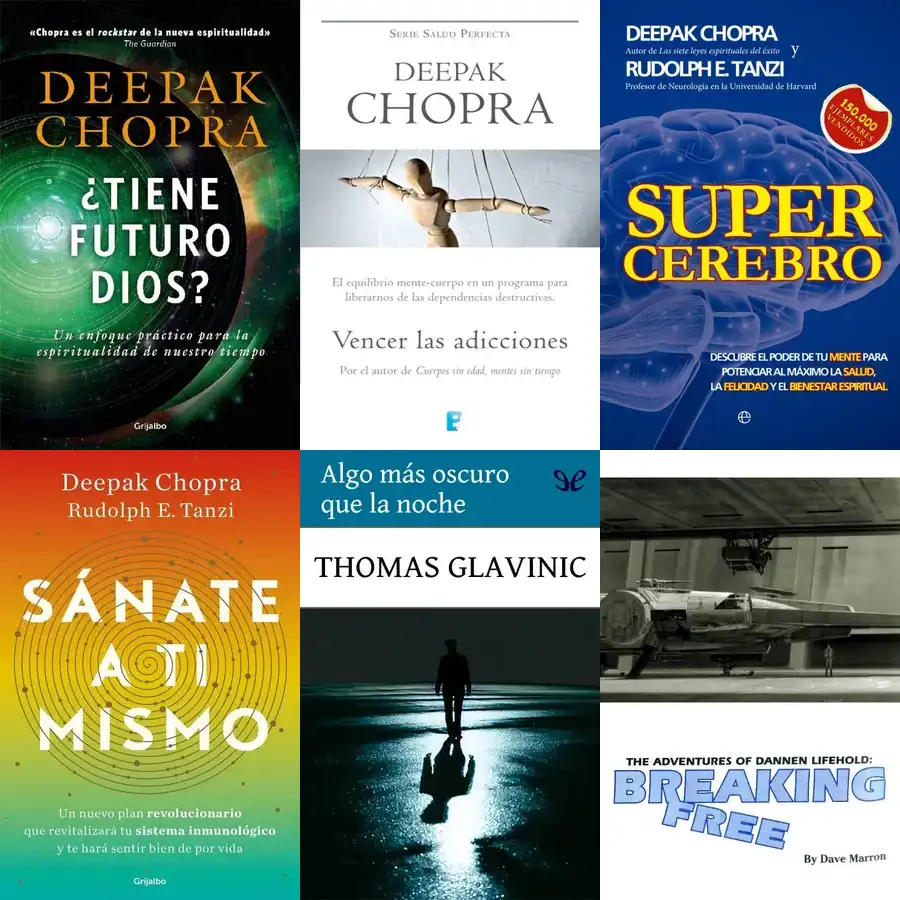 «Chopra es el rockstar de la nueva espiritualidad»
The Guardian
DEEPAK
CHOPRA
¿TIENE
FUTURO
DIOS?
Un enfoque práctico para la
espiritualidad de nuestro tiempo
Grijalbo
SERIE SALUD PERFECTA
DEEPAK
CHOPRA
El equilibrio mente-cuerpo en un programa para
liberarnos de las dependencias destructivas.
Vencer las adicciones
Por el autor de Cuerpos sin edad, mentes sin tiempo
DEEPAK CHOPRA
Autor de Las siete leyes espirituales del éxito y
RUDOLPH E. TANZI
Profesor de Neurología en la Universidad de Harvard
150.000
EJEMPLARES
VENDIDOS
SUPER
CEREBRO
DESCUBRE EL PODER DE TU MENTE PARA
POTENCIAR AL MÁXIMO LA SALUD,
LA FELICIDAD Y EL BIENESTAR ESPIRITUAL
Deepak Chopra
Rudolph E. Tanzi
SÁNATE
A TI
MISMO
Un nuevo plan revolucionario
que revitalizará tu sistema inmunológico
y te hará sentir bien de por vida
Grijalbo
Algo más oscuro
que la noche
THOMAS GLAVINIC
THE ADVENTURES OF DANNEN LIFEHOLD:
BREAKING
FREE
By Dave Marron